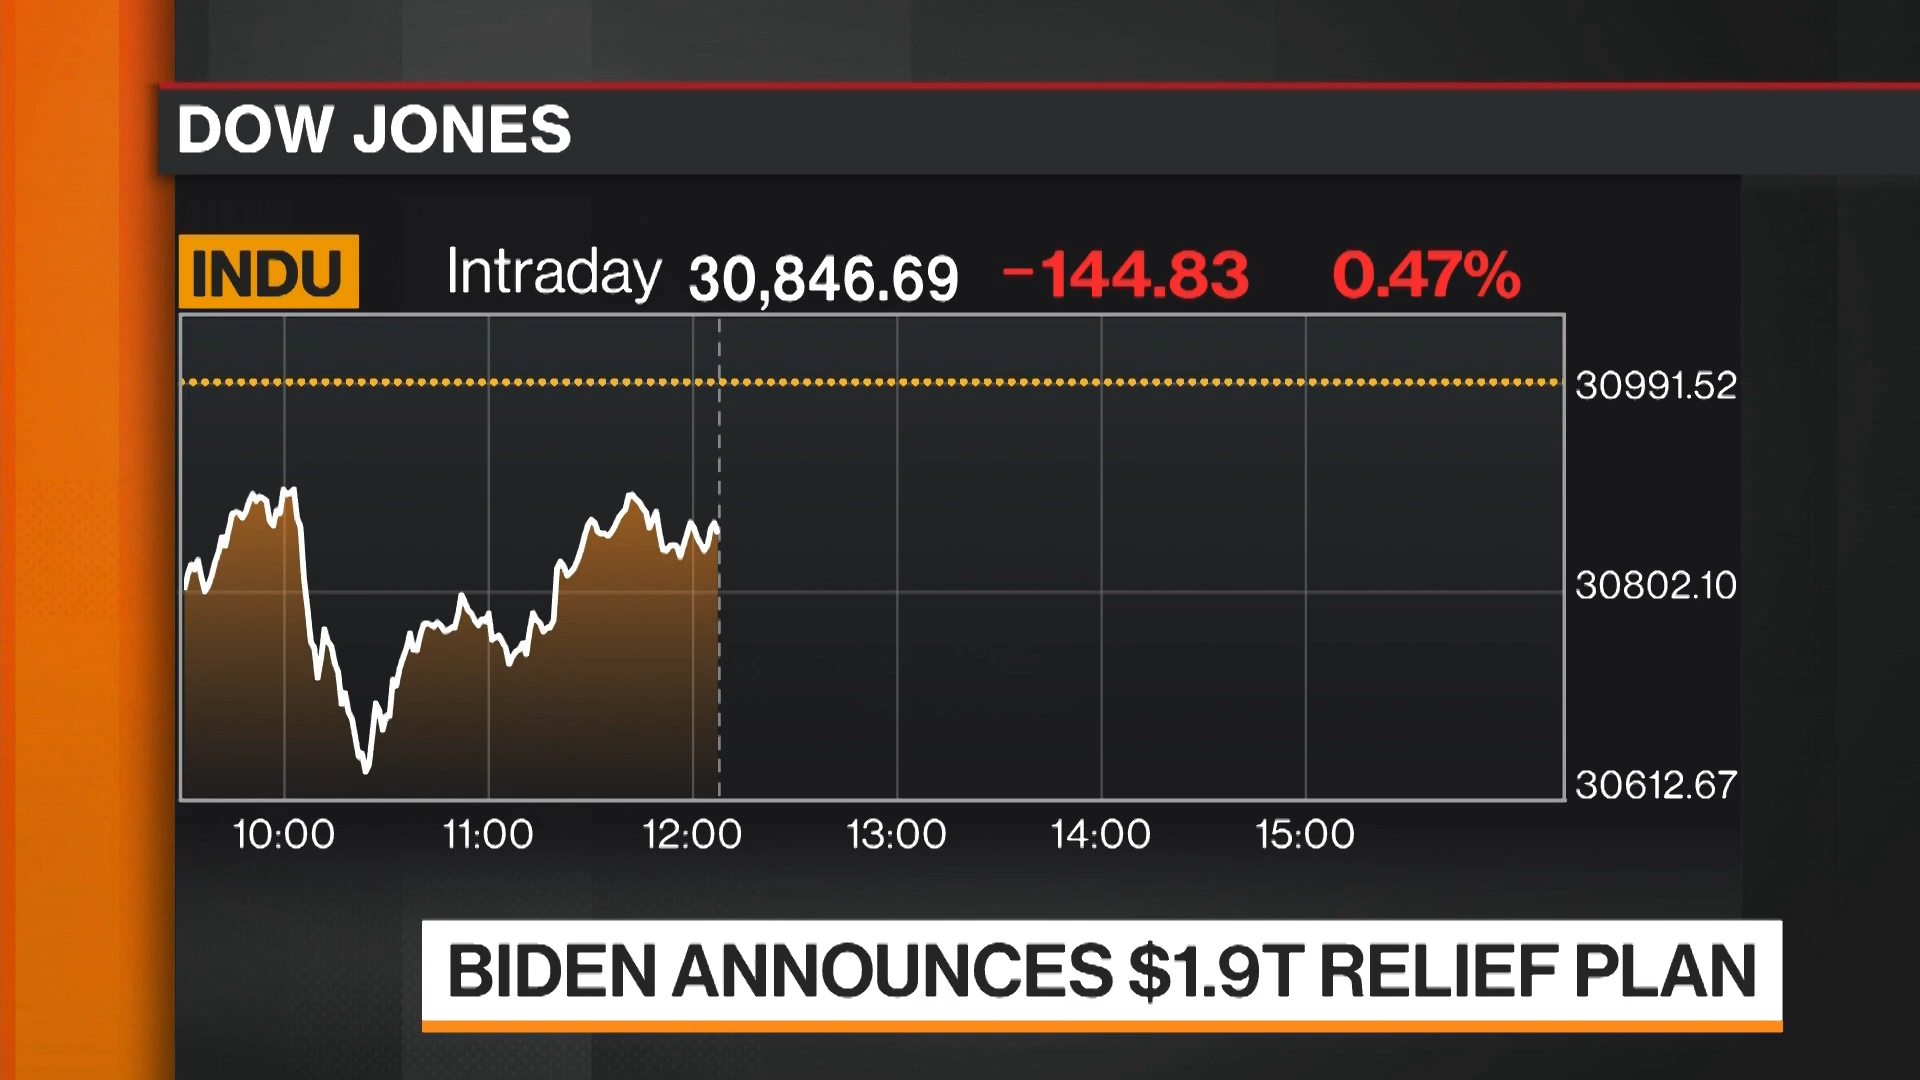 DOW JONES
INDU Intraday 30,846.69 -144.83 0.47%
30991.52
30802.10
30612.67
10:00 11:00 12:00 13:00 14:00 15:00
BIDEN ANNOUNCES $1.9T RELIEF PLAN